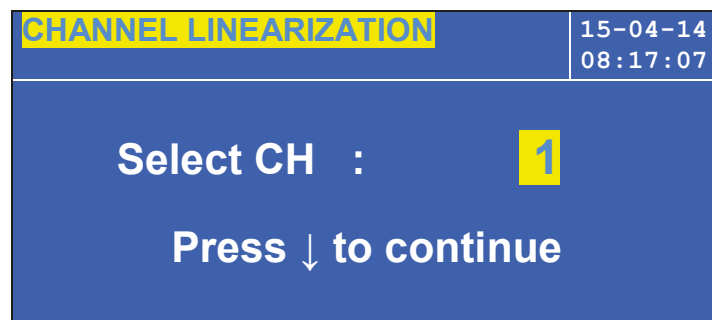 CHANNEL LINEARIZATION
15-04-14
08:17:07
Select CH : 1
Press ↓ to continue